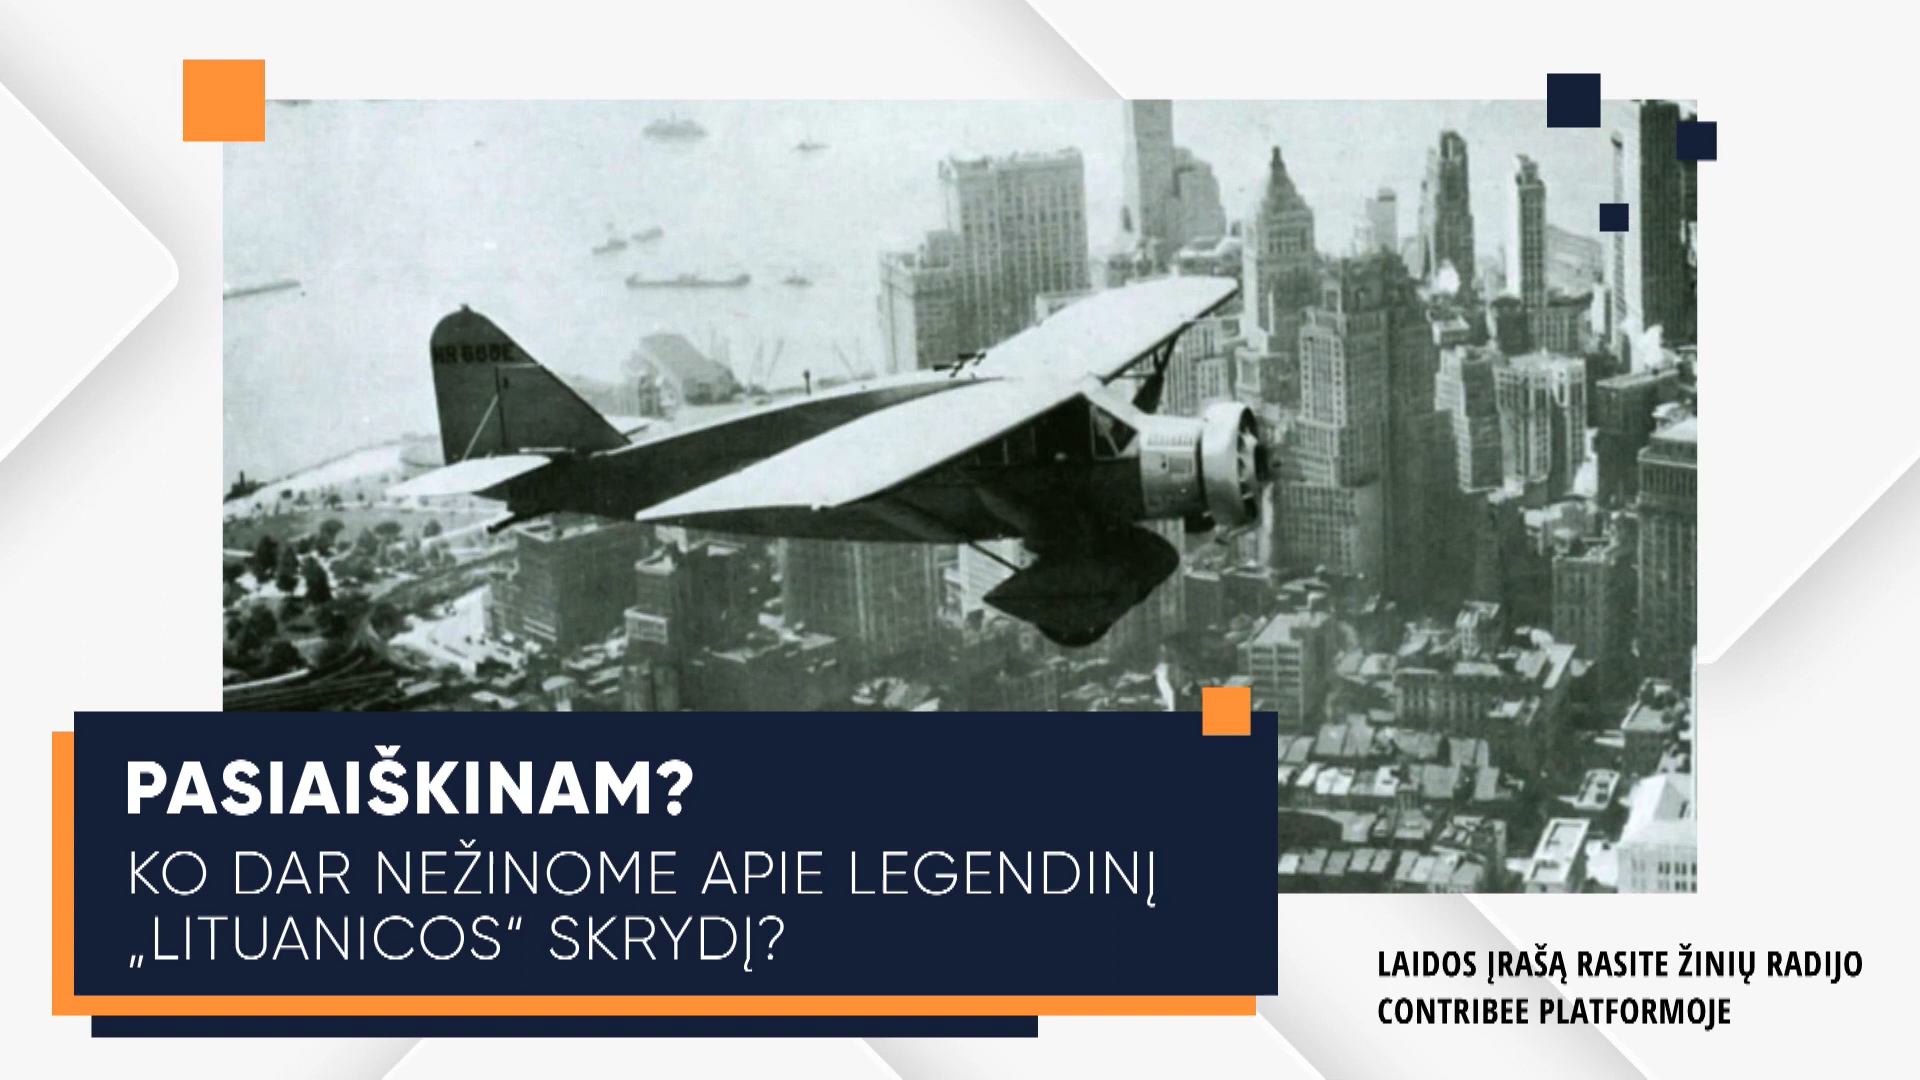 PASIAIŠKINAM?
KO DAR NEŽINOME APIE LEGENDINĮ
„LITUANICOS“ SKRYDĮ?
LAIDOS ĮRAŠĄ RASITE ŽINIŲ RADIJO
CONTRIBEE PLATFORMOJE